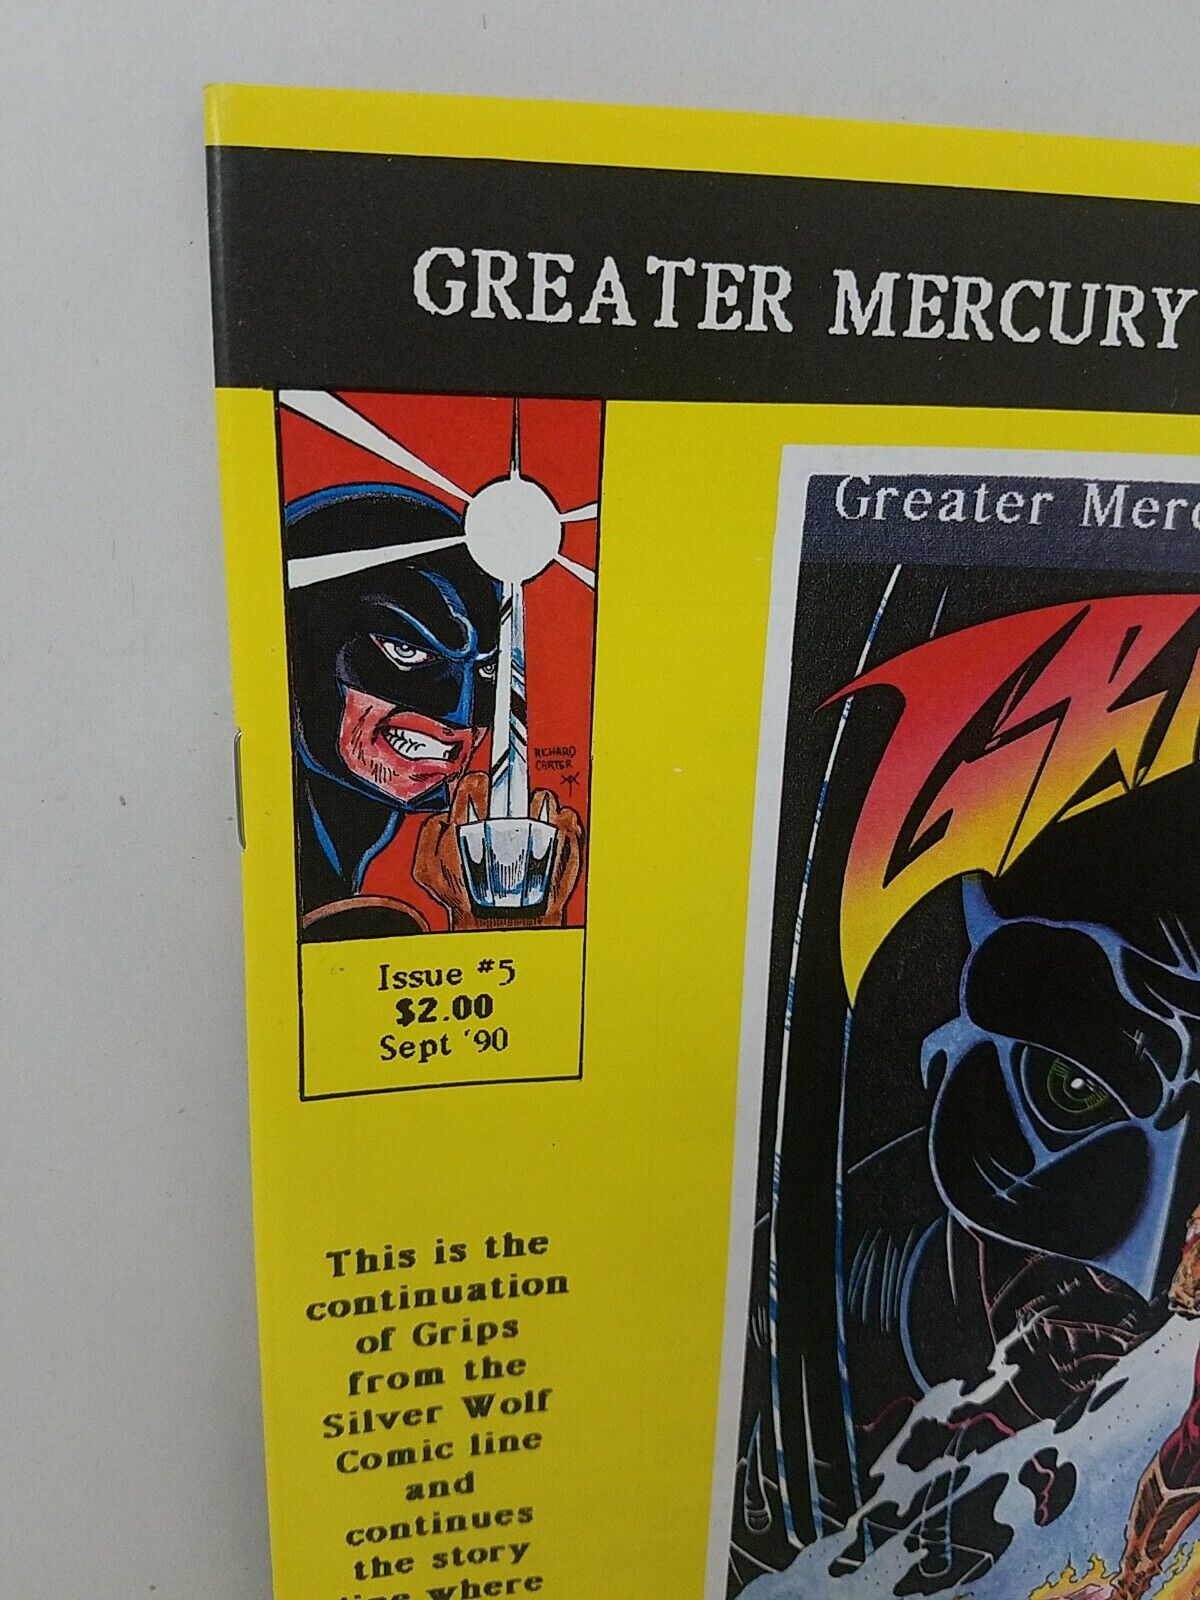 GREATER MERCURY
Greater Merc
RICHARD
CARTER
Issue #5
$2.00
Sept '90
This is the
continuation
of Grips
from the
Silver Wolf
Comic line
and
continues
the story
where